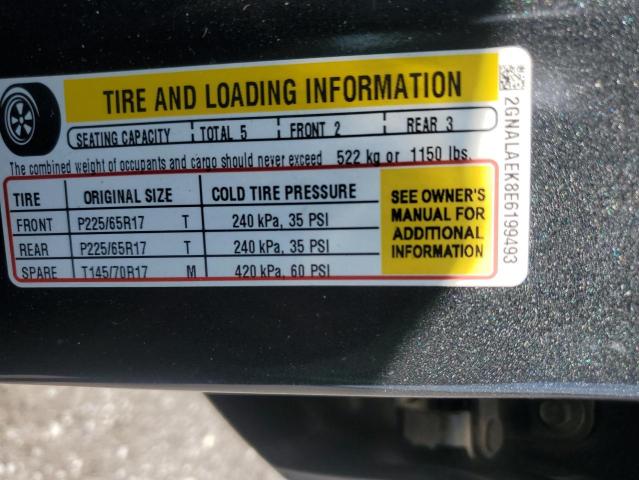 TIRE AND LOADING INFORMATION
SEATING CAPACITY TOTAL 5 FRONT 2 REAR 3
The combined weight of occupants and cargo should never exceed 522 kg or 1150 lbs.
TIRE ORIGINAL SIZE COLD TIRE PRESSURE
FRONT P225/65R17 T 240 kPa, 35 PSI
REAR P225/65R17 T 240 kPa, 35 PSI
SPARE T145/70R17 M 420 kPa, 60 PSI
SEE OWNER'S
MANUAL FOR
ADDITIONAL
INFORMATION
2GNALAEK8E6199493